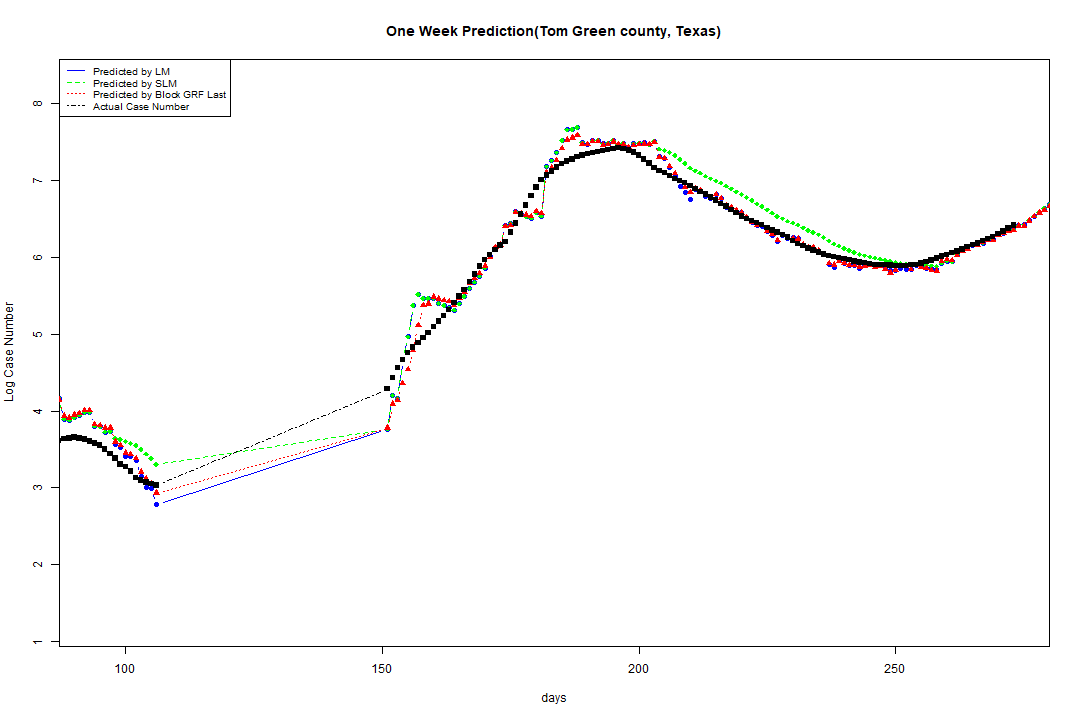 One Week Prediction(Tom Green county, Texas)
Predicted by LM
Predicted by SLM
Predicted by Block GRF Last
Actual Case Number
8
7
6
5
4
3
2
1
Log Case Number
100
150
200
250
days